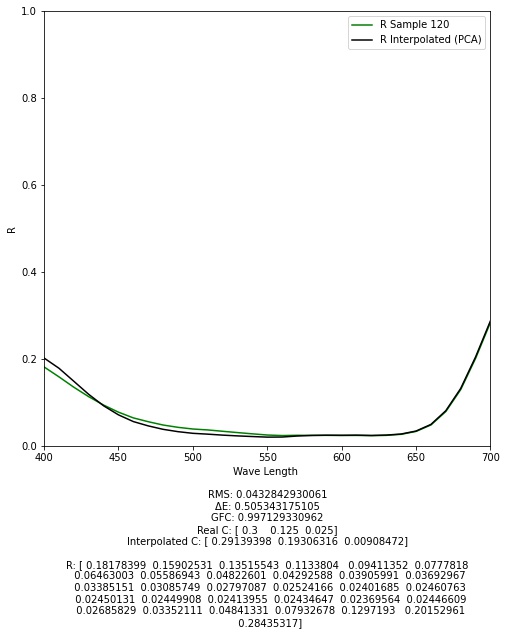 1.0
R Sample 120
R Interpolated (PCA)
0.8
0.6
R
0.4
0.2
0.0
400 450 500 550 600 650 700
Wave Length
RMS: 0.0432842930061
ΔE: 0.505343175105
GFC: 0.997129330962
Real C: [ 0.3 0.125 0.025]
Interpolated C: [ 0.29139398 0.19306316 0.00908472]
R: [ 0.18178399 0.15902531 0.13515543 0.1133804 0.09411352 0.0777818
0.06463003 0.05586943 0.04822601 0.04292588 0.03905991 0.03692967
0.03385151 0.03085749 0.02797087 0.02524166 0.02401685 0.02460763
0.02450131 0.02449908 0.02413955 0.02434647 0.02369564 0.02446609
0.02685829 0.03352111 0.04841331 0.07932678 0.1297193 0.20152961
0.28435317]